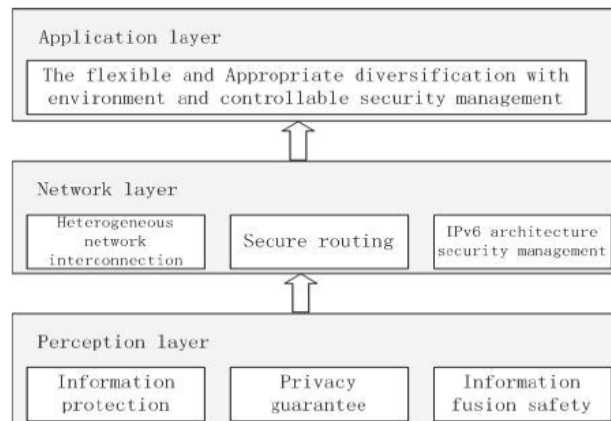 Application layer
The flexible and Appropriate diversification with
environment and controllable security management
Network layer
Heterogeneous
network
interconnection
Secure routing
IPv6 architecture
security management
Perception layer
Information
protection
Privacy
guarantee
Information
fusion safety